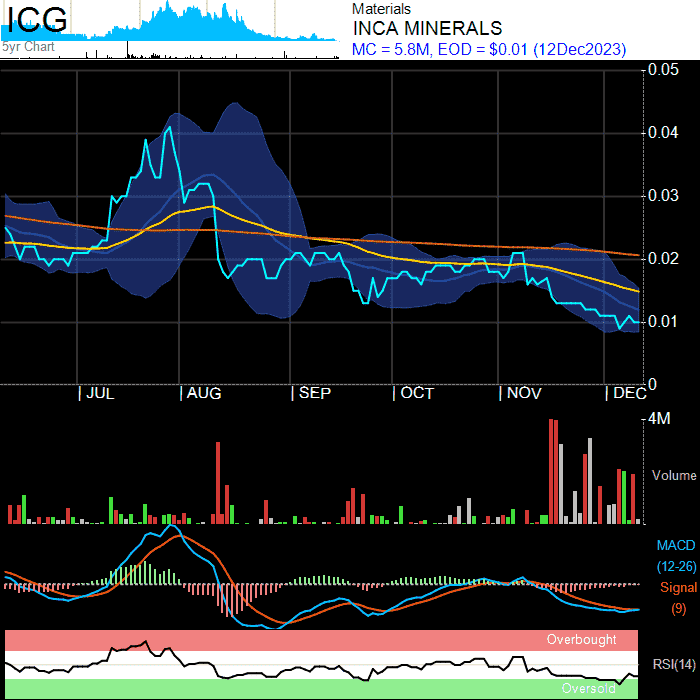 ICG
5yr Chart
Materials
INCA MINERALS
MC = 5.8M, EOD = $0.01 (12Dec2023)
0.05
0.04
0.03
0.02
0.01
0
| JUL | AUG | SEP | OCT | NOV | DEC
4M
Volume
MACD
(12-26)
Signal
(9)
Overbought
RSI(14)
Oversold